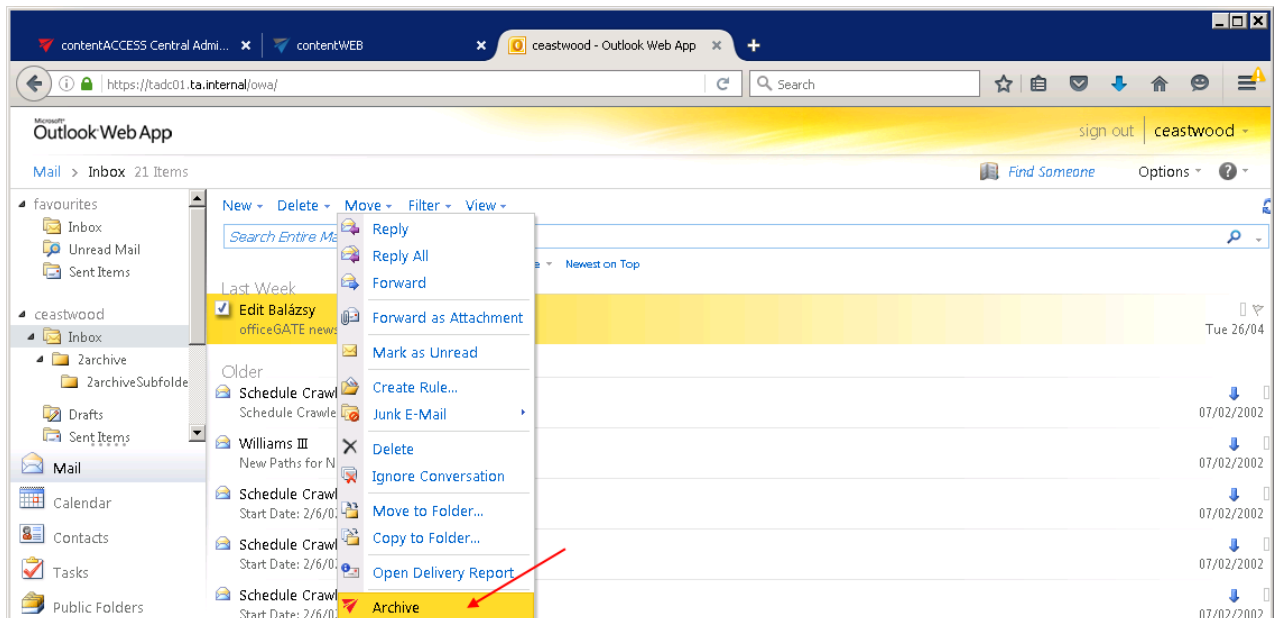 contentACCESS Central Admi...
contentWEB
ceastwood - Outlook Web App
https://tadc01.ta.internal/owa/
Search
Microsoft®
Outlook Web App
sign out
ceastwood
Mail > Inbox 21 Items
Find Someone
Options
favourites
Inbox
Unread Mail
Sent Items
ceastwood
Inbox
2archive
2archiveSubfolde
Drafts
Sent Items
Mail
Calendar
Contacts
Tasks
Public Folders
New
Delete
Move
Filter
View
Search Entire Ma
Newest on Top
Last Week
Edit Balázsy
officeGATE news
Tue 26/04
Older
Schedule Crawl
Schedule Crawle
07/02/2002
Williams III
New Paths for N
07/02/2002
Schedule Crawl
Start Date: 2/6/0
07/02/2002
Schedule Crawl
Start Date: 2/6/0
07/02/2002
Schedule Crawl
Start Date: 2/6/0
07/02/2002
Reply
Reply All
Forward
Forward as Attachment
Mark as Unread
Create Rule...
Junk E-Mail
Delete
Ignore Conversation
Move to Folder...
Copy to Folder...
Open Delivery Report
Archive